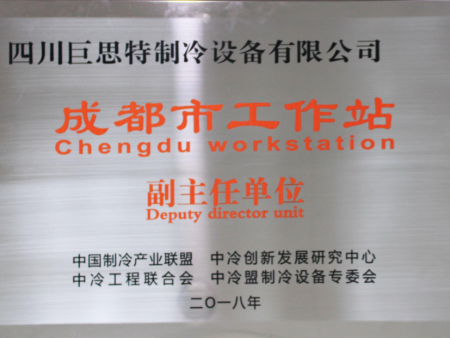 四川巨思特制冷设备有限公司
成都市工作站
Chengdu workstation
副主任单位
Deputy director unit
中国制冷产业联盟 中冷创新发展研究中心
中冷工程联合会 中冷盟制冷设备专委会
二〇一八年